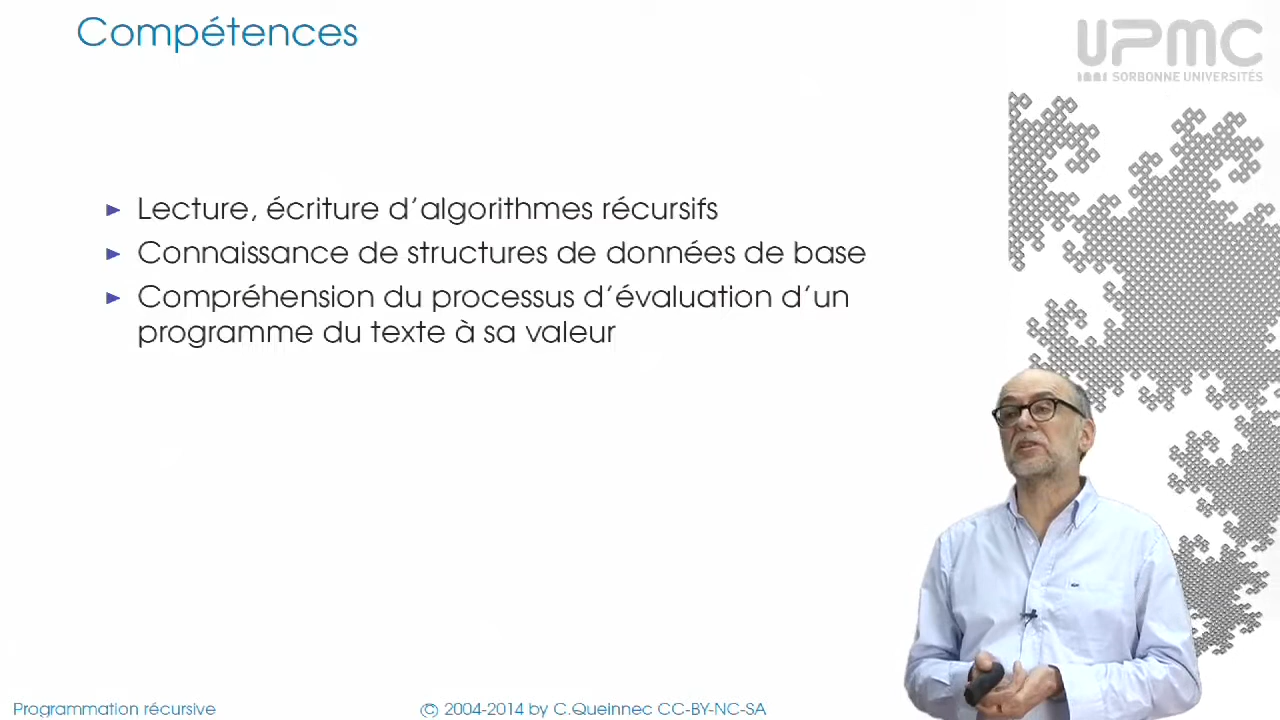 Compétences
UPMC
SORBONNE UNIVERSITÉS
Lecture, écriture d'algorithmes récursifs
Connaissance de structures de données de base
Compréhension du processus d'évaluation d'un
programme du texte à sa valeur
Programmation récursive
© 2004-2014 by C.Queinnec CC-BY-NC-SA